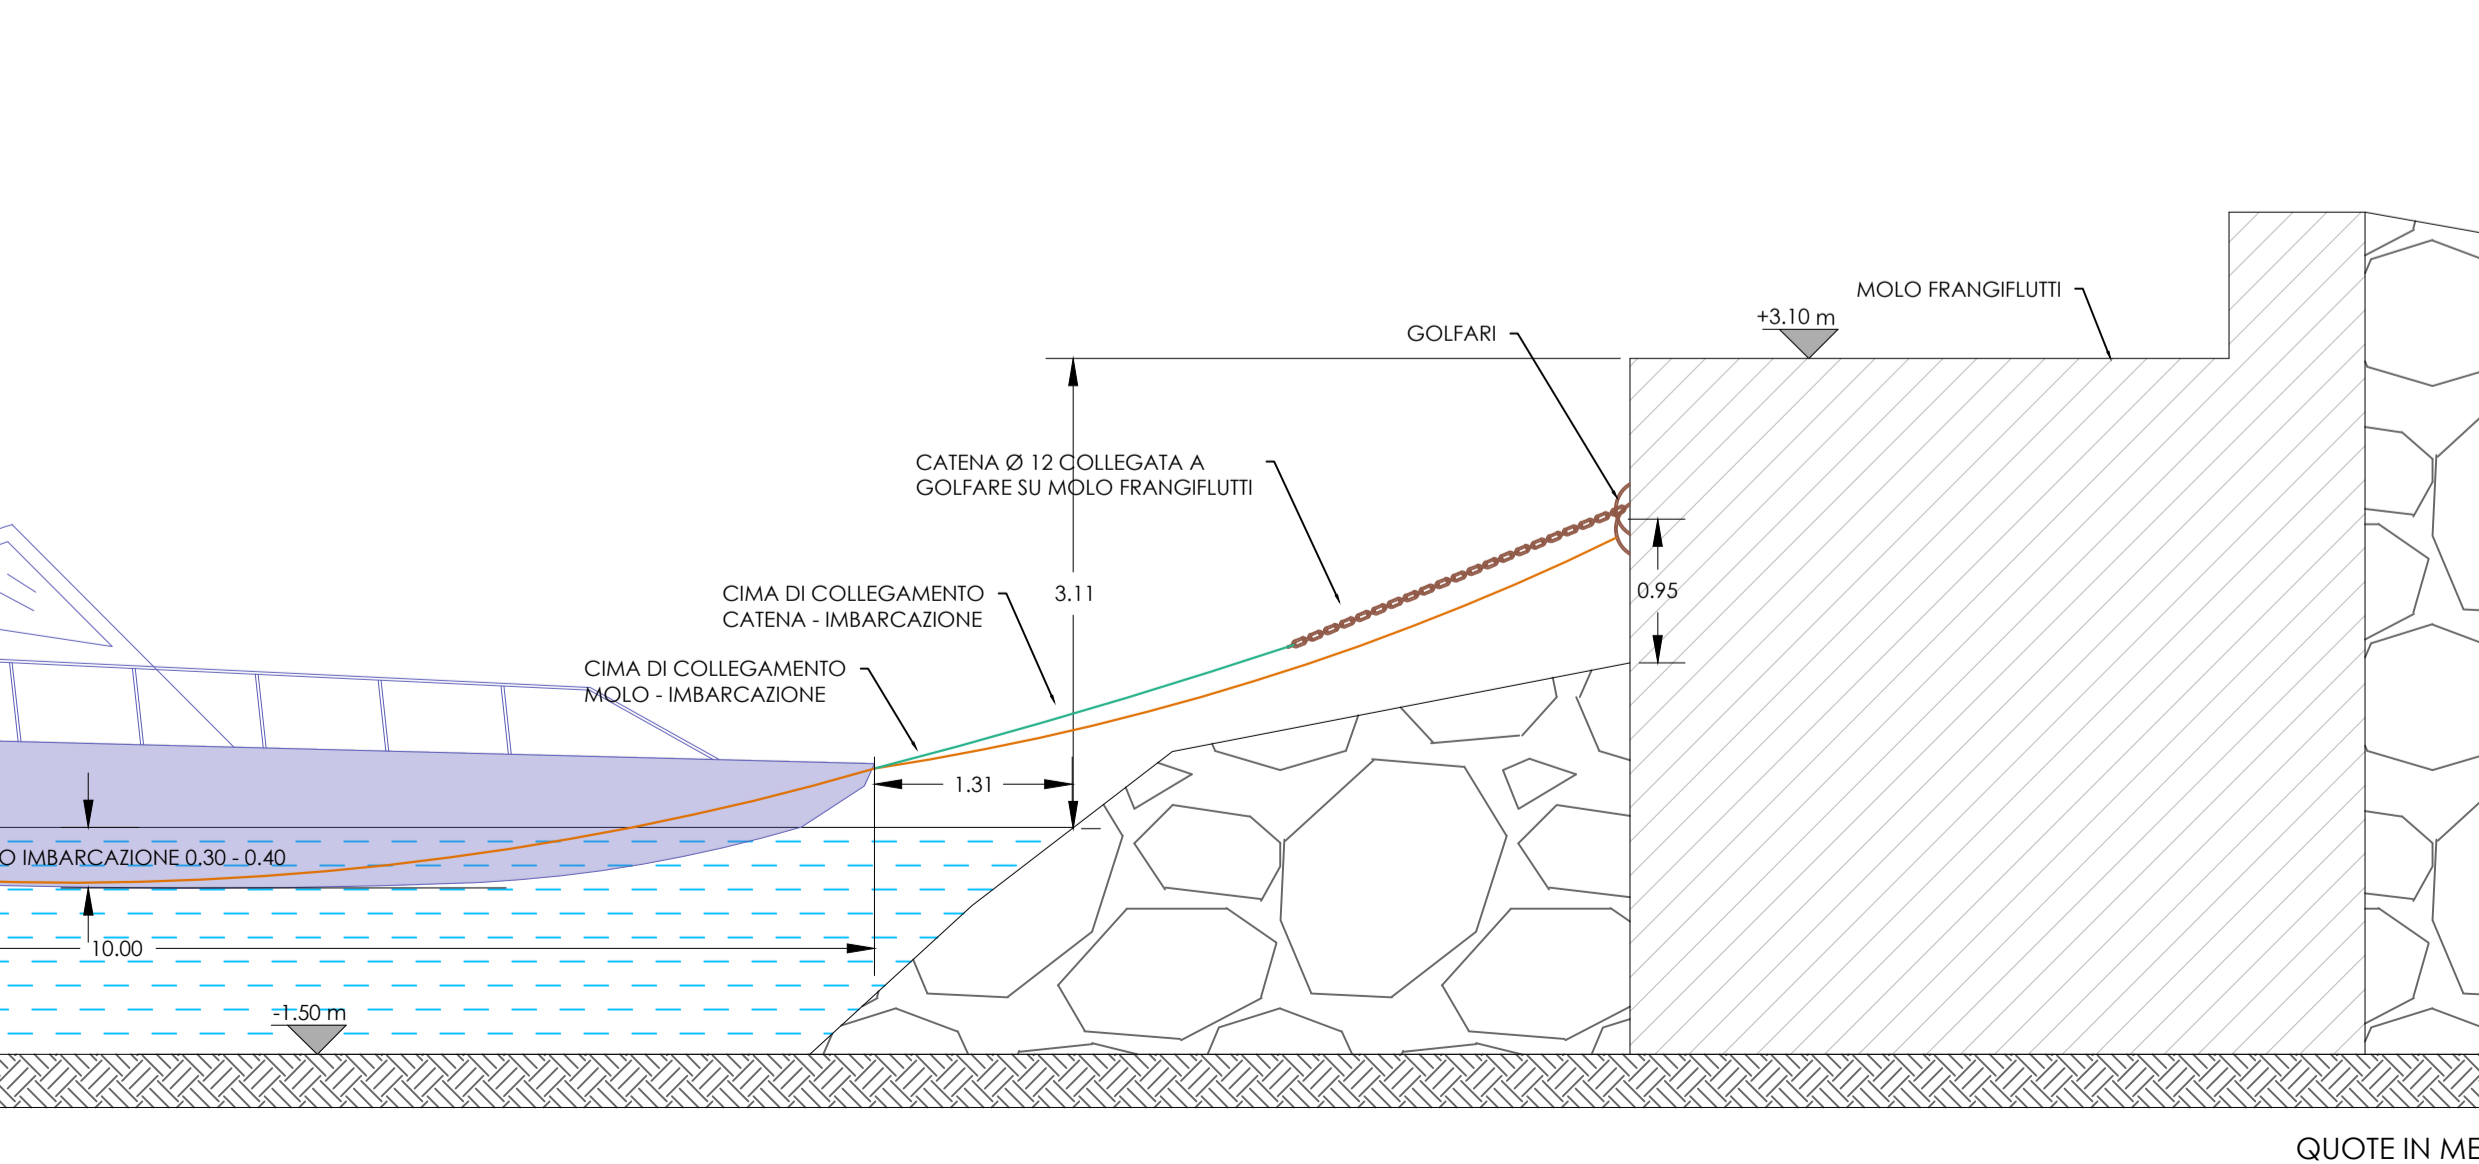 MOLO FRANGIFLUTTI
+3.10 m
GOLFARI
CATENA Ø 12 COLLEGATA A
GOLFARE SU MOLO FRANGIFLUTTI
CIMA DI COLLEGAMENTO
CATENA - IMBARCAZIONE
3.11
0.95
CIMA DI COLLEGAMENTO
MOLO - IMBARCAZIONE
1.31
O IMBARCAZIONE 0.30 - 0.40
10.00
-1.50 m
QUOTE IN ME